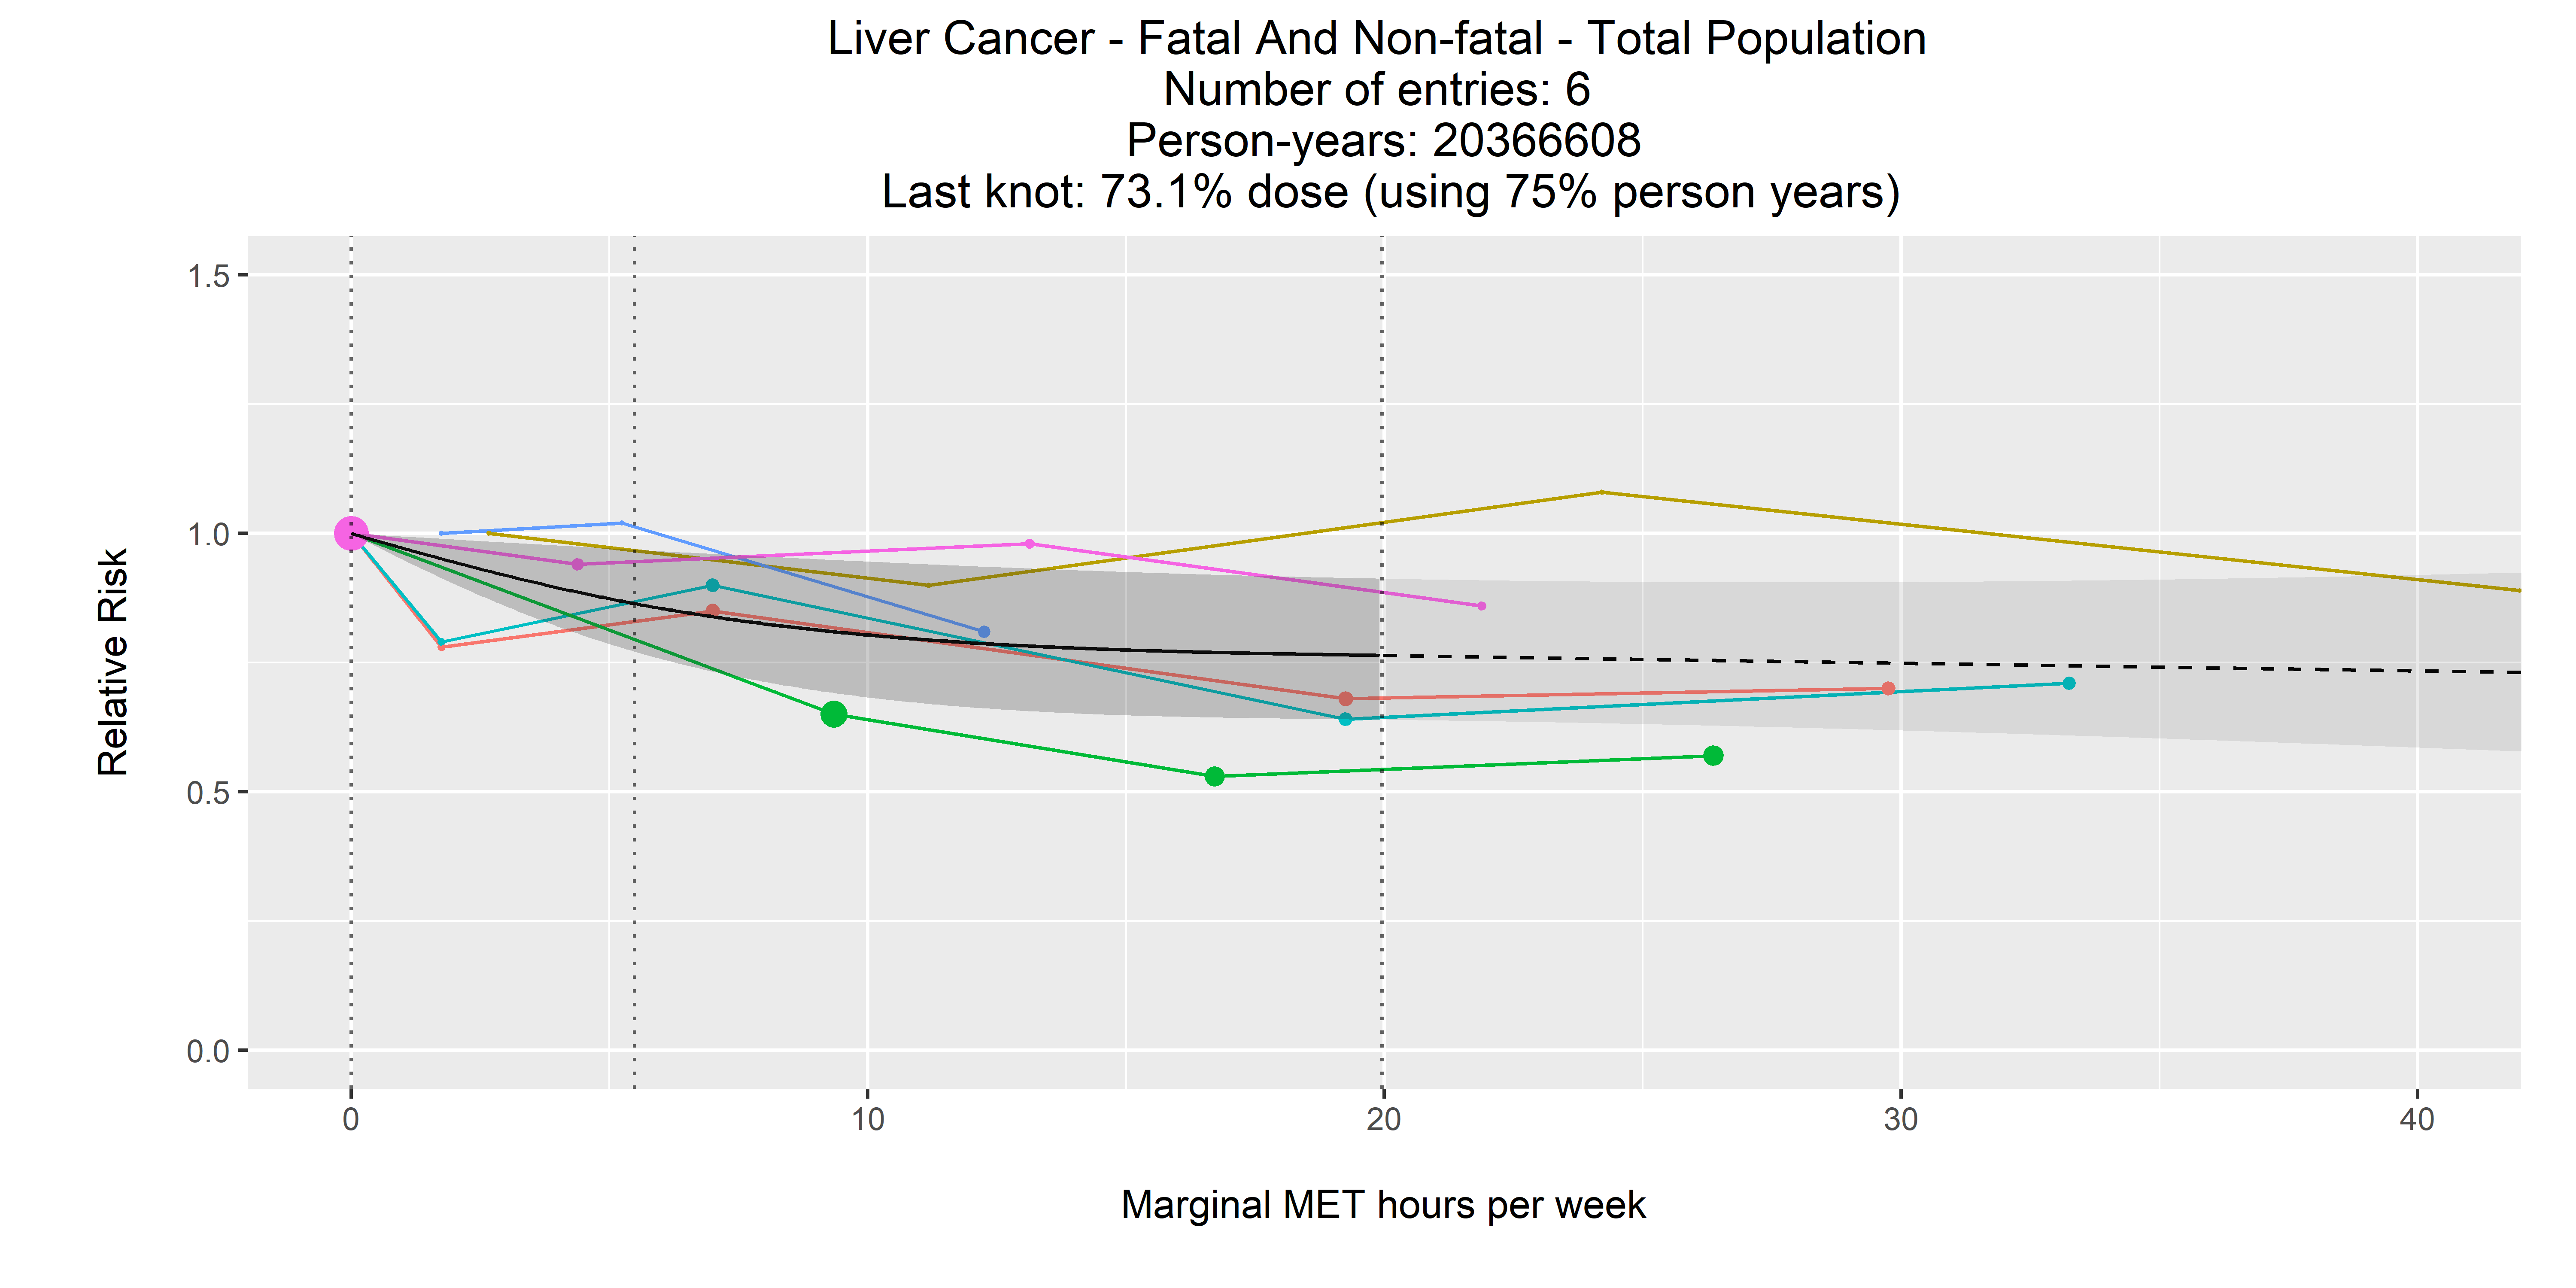 Liver Cancer - Fatal And Non-fatal - Total Population
Number of entries: 6
Person-years: 20366608
Last knot: 73.1% dose (using 75% person years)
1.5
1.0
0.5
0.0
Relative Risk
0 10 20 30 40
Marginal MET hours per week